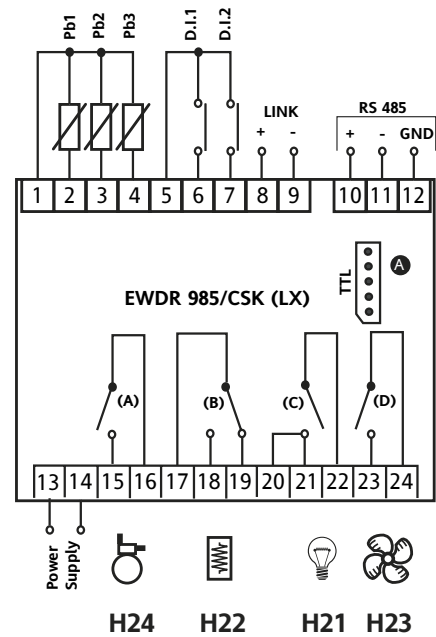 Pb1 Pb2 Pb3 D.I.1 D.I.2
LINK
+ -
RS 485
+ - GND
1 2 3 4 5 6 7 8 9 10 11 12
TTL
A
EWDR 985/CSK (LX)
(A) (B) (C) (D)
13 14 15 16 17 18 19 20 21 22 23 24
Power
Supply
H24 H22 H21 H23